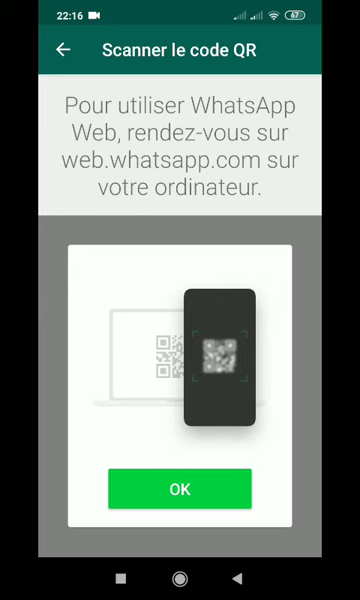 22:16
67
Scanner le code QR
Pour utiliser WhatsApp
Web, rendez-vous sur
web.whatsapp.com sur
votre ordinateur.
OK